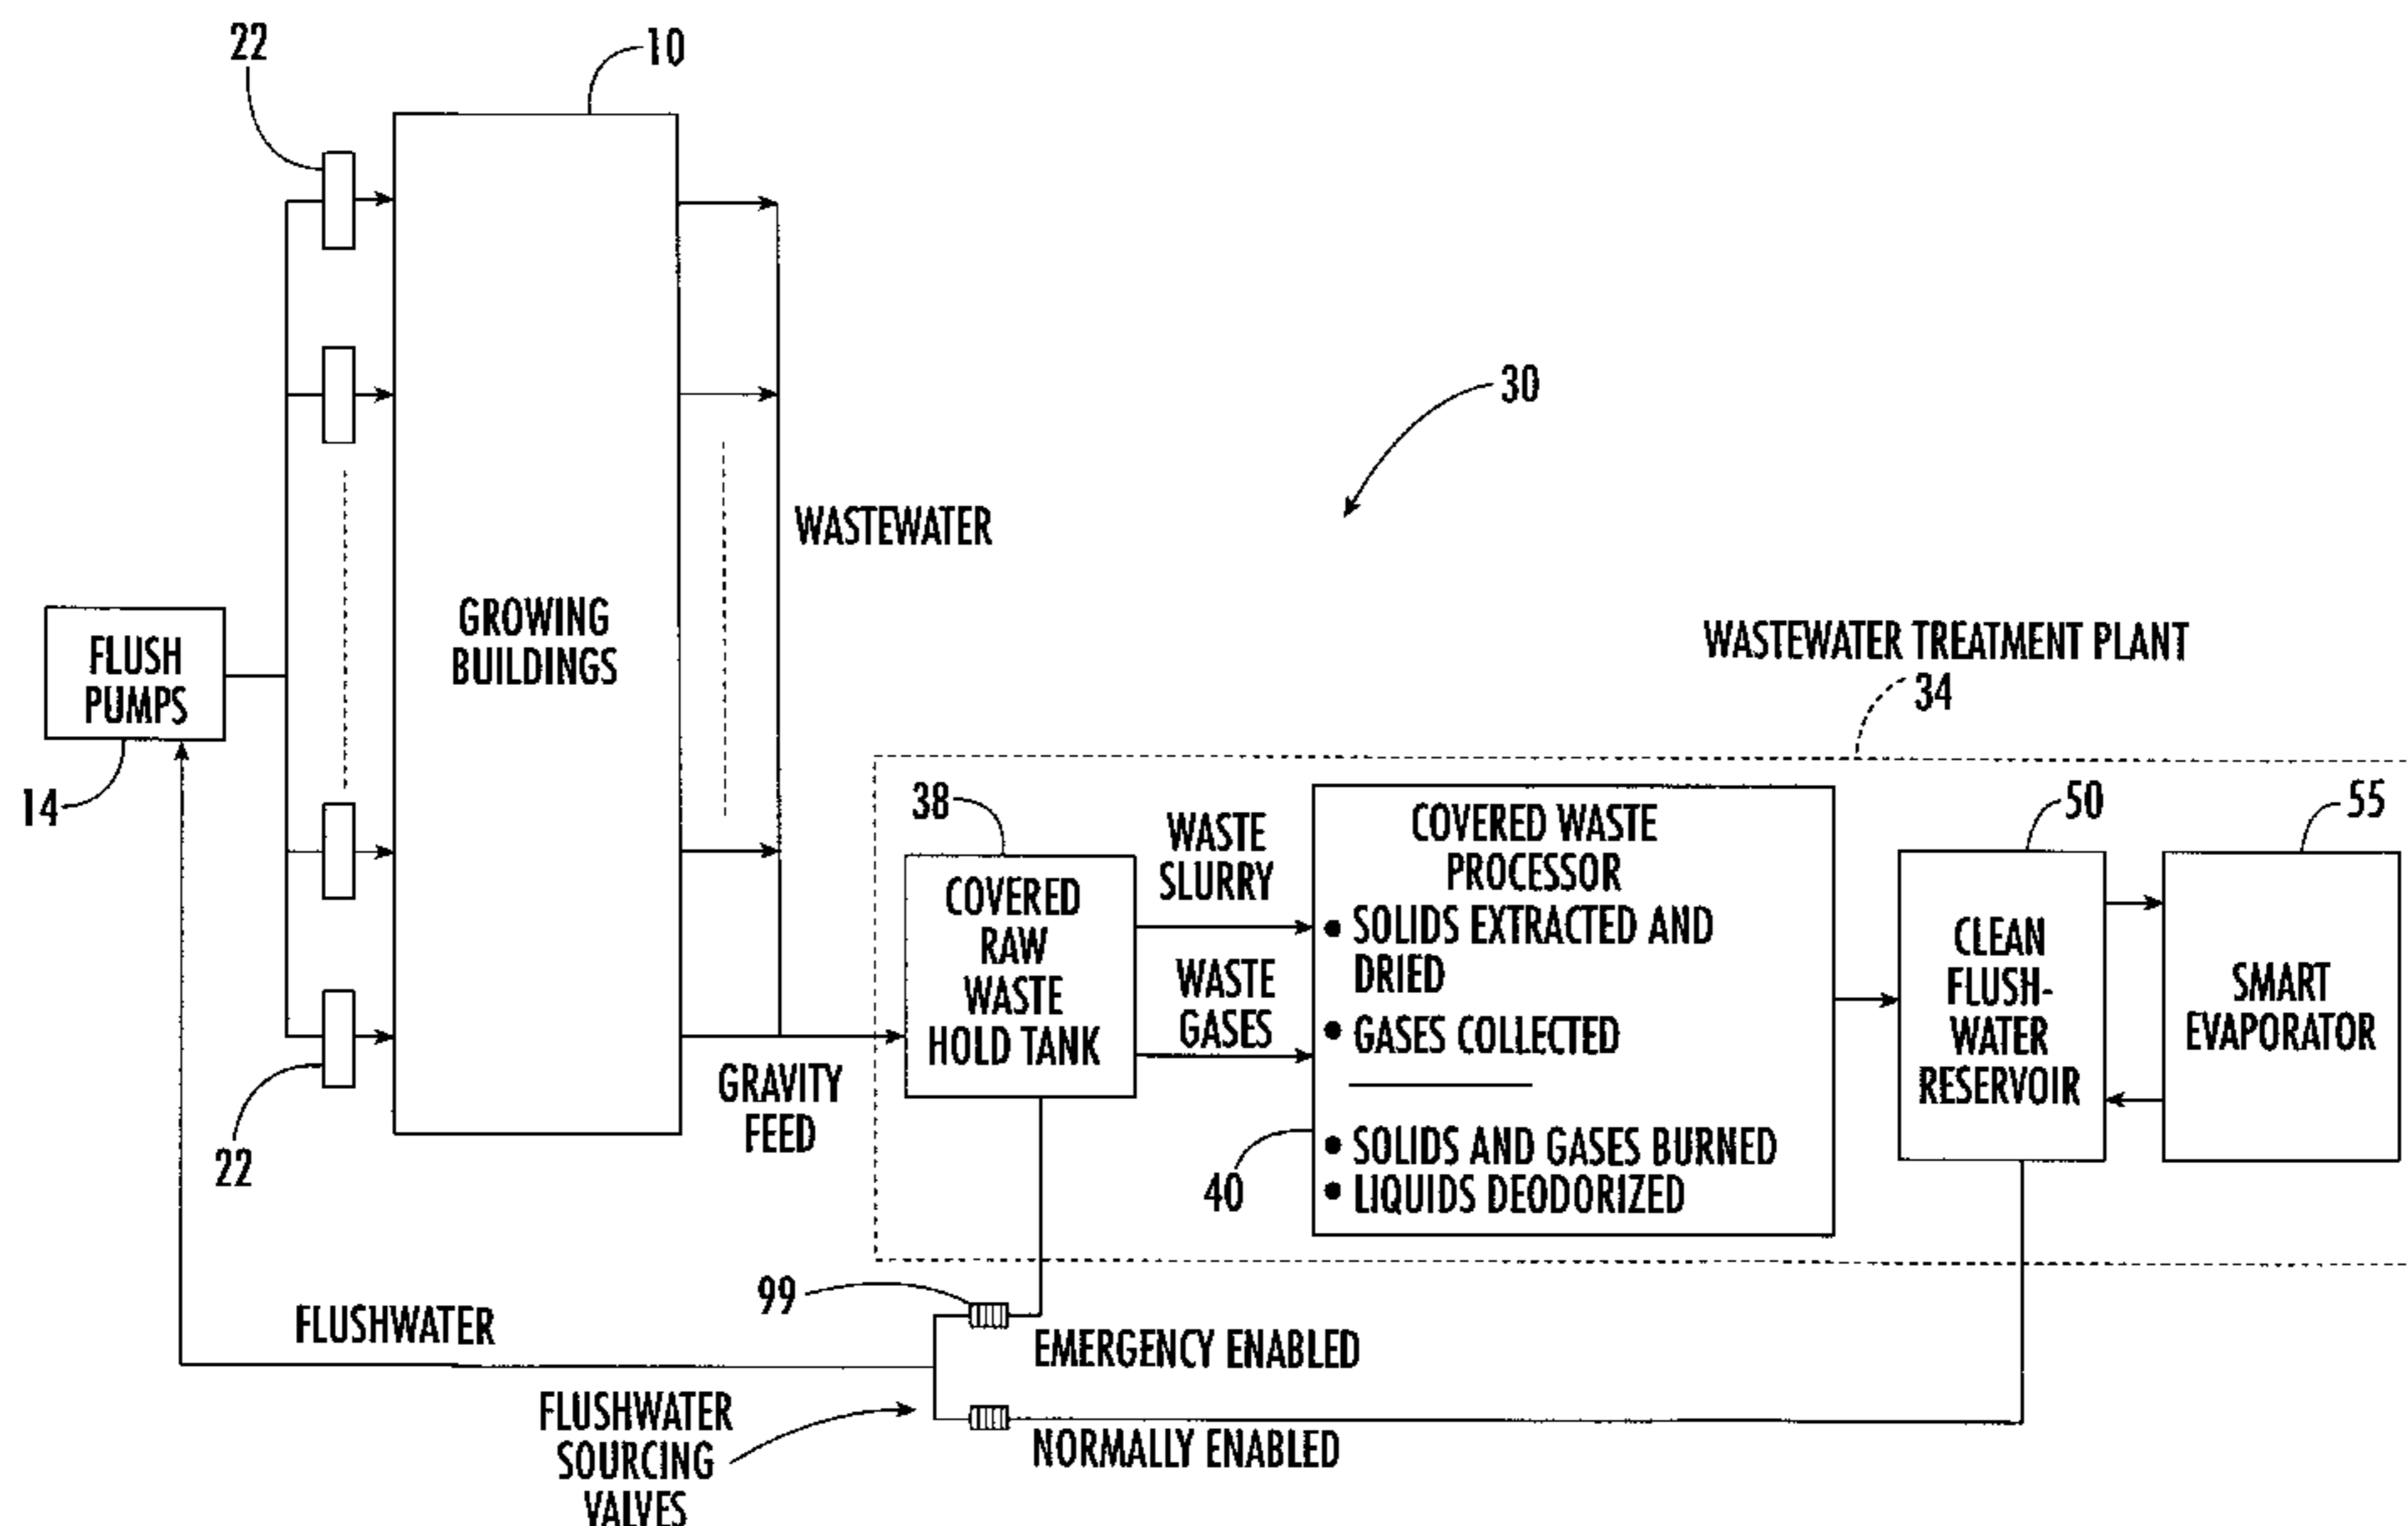 22
10
30
WASTEWATER
GROWING
BUILDINGS
FLUSH
PUMPS
14
WASTEWATER TREATMENT PLANT
34
38
WASTE
SLURRY
WASTE
GASES
COVERED
RAW
WASTE
HOLD TANK
COVERED WASTE
PROCESSOR
● SOLIDS EXTRACTED AND
DRIED
● GASES COLLECTED
● SOLIDS AND GASES BURNED
● LIQUIDS DEODORIZED
40
50
55
CLEAN
FLUSH-
WATER
RESERVOIR
SMART
EVAPORATOR
GRAVITY
FEED
22
99
FLUSHWATER
EMERGENCY ENABLED
FLUSHWATER
SOURCING
VALVES
NORMALLY ENABLED